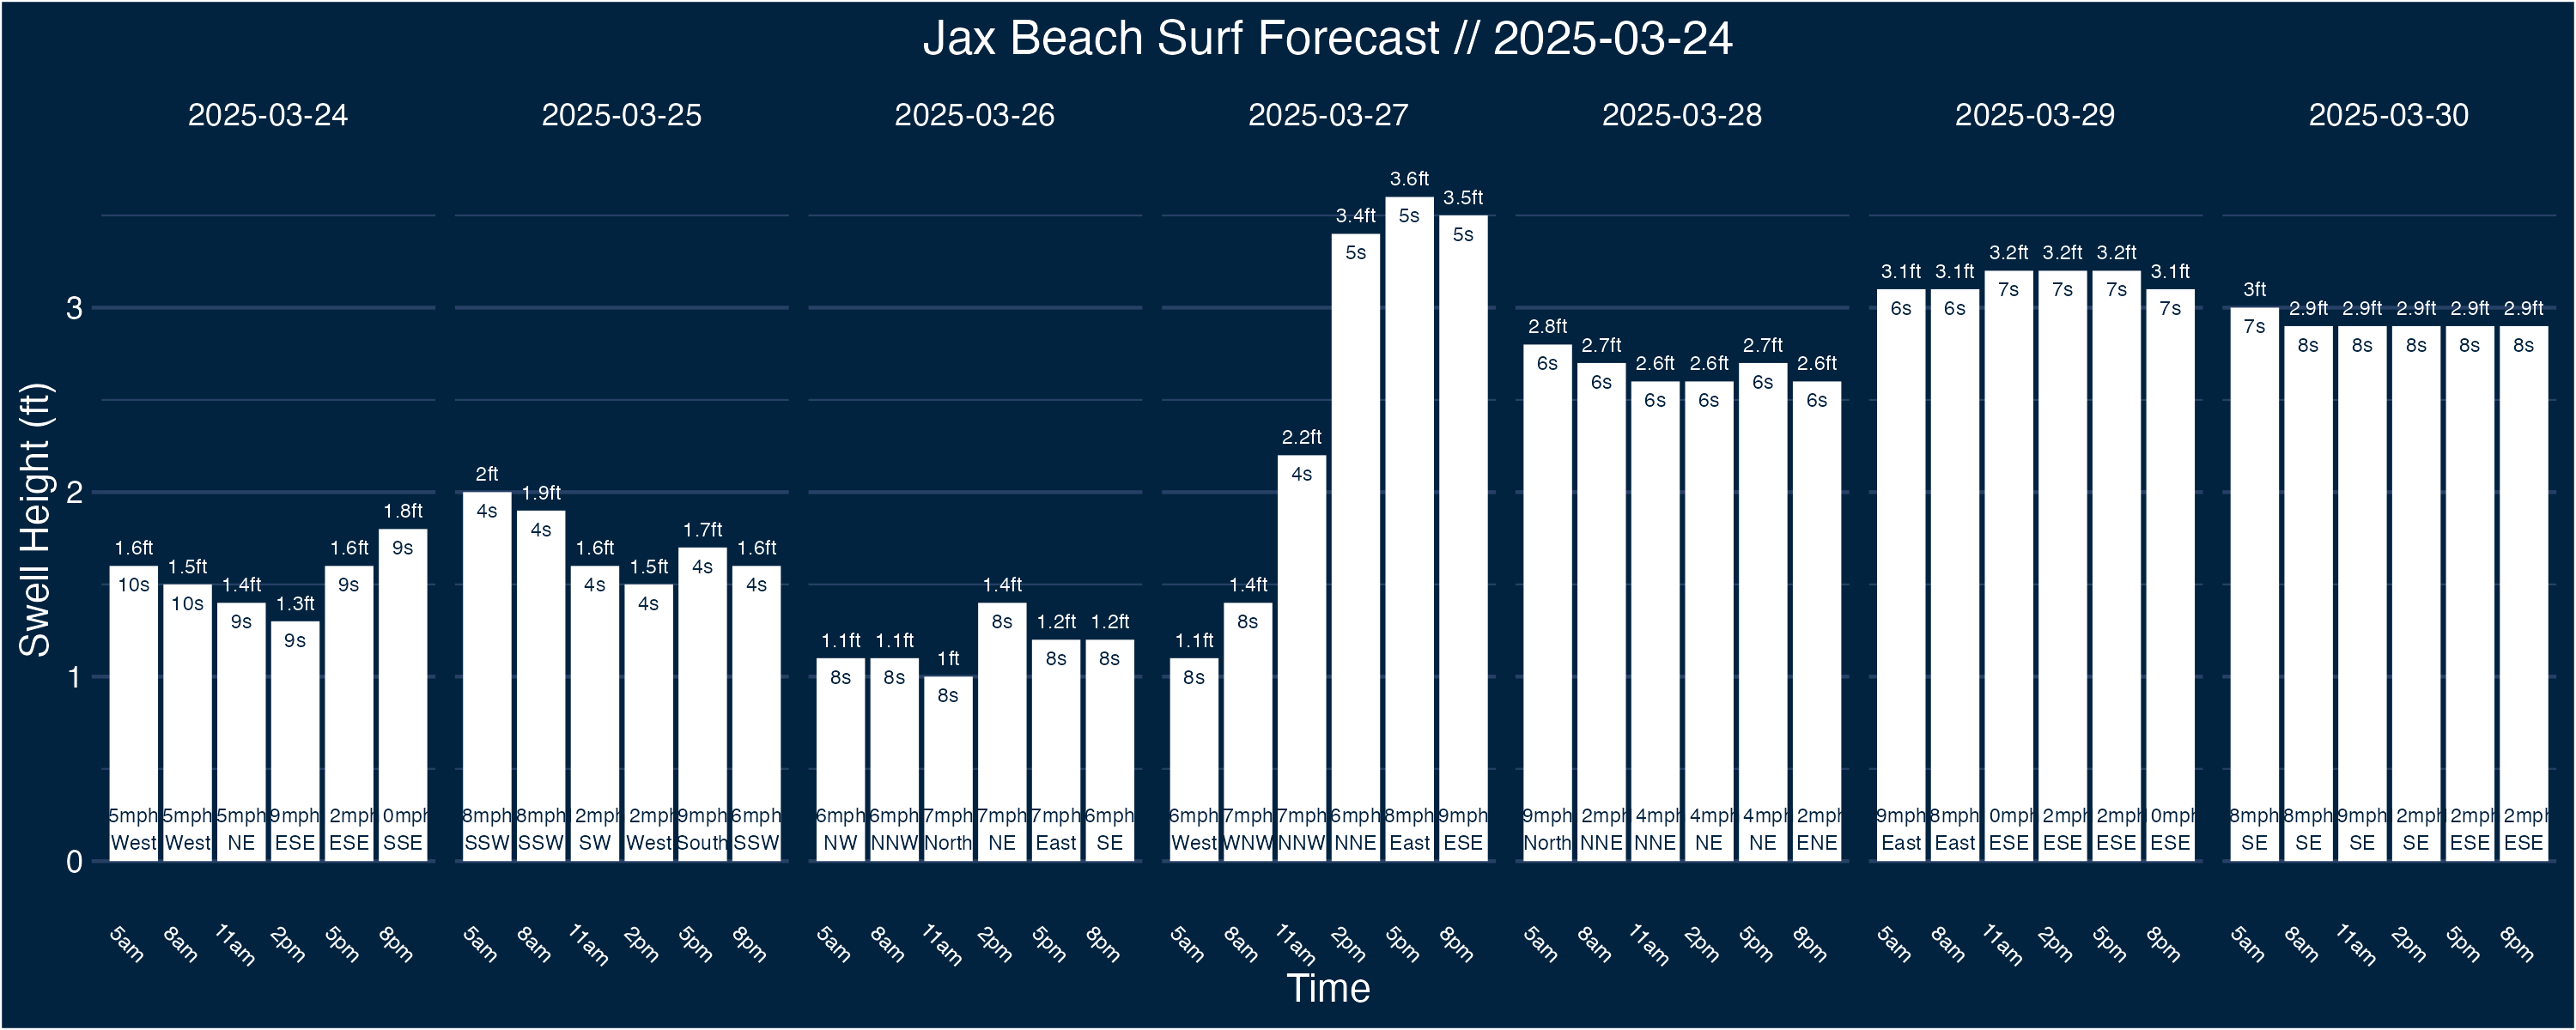 Jax Beach Surf Forecast // 2025-03-24
2025-03-24 2025-03-25 2025-03-26 2025-03-27 2025-03-28 2025-03-29 2025-03-30
Swell Height (ft)
3
2
1
0
1.6ft 1.5ft 1.4ft 1.3ft 1.6ft 1.8ft
10s 10s 9s 9s 9s 9s
5mph 5mph 5mph 9mph 2mph 0mph
West West NE ESE ESE SSE
5am 8am 11am 2pm 5pm 8pm
2ft 1.9ft 1.6ft 1.5ft 1.7ft 1.6ft
4s 4s 4s 4s 4s 4s
8mph 8mph 2mph 2mph 9mph 6mph
SSW SSW SW West South SSW
5am 8am 11am 2pm 5pm 8pm
1.1ft 1.1ft 1ft 1.4ft 1.2ft 1.2ft
8s 8s 8s 8s 8s 8s
6mph 6mph 7mph 7mph 7mph 6mph
NW NNW North NE East SE
5am 8am 11am 2pm 5pm 8pm
1.1ft 1.4ft 2.2ft 3.4ft 3.6ft 3.5ft
8s 8s 4s 5s 5s 5s
6mph 7mph 7mph 6mph 8mph 9mph
West WNW NNW NNE East ESE
5am 8am 11am 2pm 5pm 8pm
2.8ft 2.7ft 2.6ft 2.6ft 2.7ft 2.6ft
6s 6s 6s 6s 6s 6s
9mph 2mph 4mph 4mph 4mph 2mph
North NNE NNE NE NE ENE
5am 8am 11am 2pm 5pm 8pm
3.1ft 3.1ft 3.2ft 3.2ft 3.2ft 3.1ft
6s 6s 7s 7s 7s 7s
9mph 8mph 0mph 2mph 2mph 0mph
East East ESE ESE ESE ESE
5am 8am 11am 2pm 5pm 8pm
3ft 2.9ft 2.9ft 2.9ft 2.9ft 2.9ft
7s 8s 8s 8s 8s 8s
8mph 8mph 9mph 2mph 2mph 2mph
SE SE SE SE ESE ESE
5am 8am 11am 2pm 5pm 8pm
Time